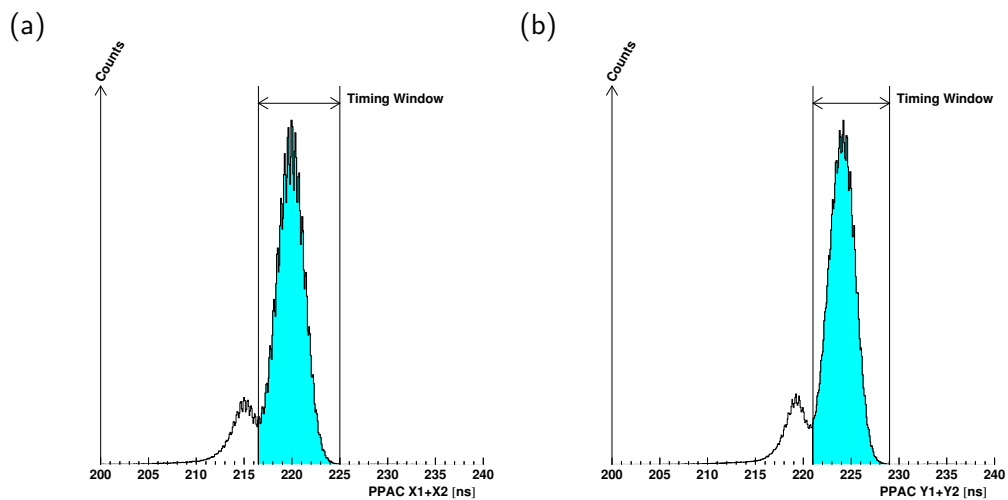 (a)
Counts
Timing Window
200 205 210 215 220 225 230 235 240
PPAC X1+X2 [ns]
(b)
Counts
Timing Window
200 205 210 215 220 225 230 235 240
PPAC Y1+Y2 [ns]